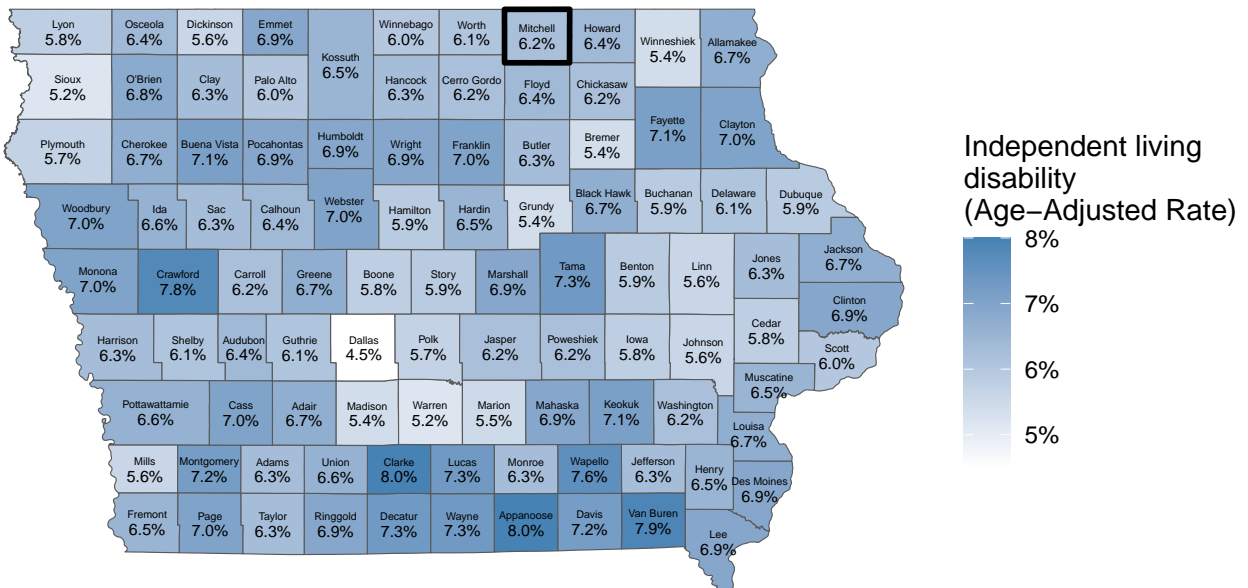 Lyon
5.8%
Osceola
6.4%
Dickinson
5.6%
Emmet
6.9%
Kossuth
6.5%
Winnebago
6.0%
Worth
6.1%
Mitchell
6.2%
Howard
6.4%
Winneshiek
5.4%
Allamakee
6.7%
Sioux
5.2%
O'Brien
6.8%
Clay
6.3%
Palo Alto
6.0%
Hancock
6.3%
Cerro Gordo
6.2%
Floyd
6.4%
Chickasaw
6.2%
Fayette
7.1%
Clayton
7.0%
Plymouth
5.7%
Cherokee
6.7%
Buena Vista
7.1%
Pocahontas
6.9%
Humboldt
6.9%
Wright
6.9%
Franklin
7.0%
Butler
6.3%
Bremer
5.4%
Woodbury
7.0%
Ida
6.6%
Sac
6.3%
Calhoun
6.4%
Webster
7.0%
Hamilton
5.9%
Hardin
6.5%
Grundy
5.4%
Black Hawk
6.7%
Buchanan
5.9%
Delaware
6.1%
Dubuque
5.9%
Monona
7.0%
Crawford
7.8%
Carroll
6.2%
Greene
6.7%
Boone
5.8%
Story
5.9%
Marshall
6.9%
Tama
7.3%
Benton
5.9%
Linn
5.6%
Jones
6.3%
Jackson
6.7%
Clinton
6.9%
Harrison
6.3%
Shelby
6.1%
Audubon
6.4%
Guthrie
6.1%
Dallas
4.5%
Polk
5.7%
Jasper
6.2%
Poweshiek
6.2%
Iowa
5.8%
Johnson
5.6%
Cedar
5.8%
Scott
6.0%
Muscatine
6.5%
Pottawattamie
6.6%
Cass
7.0%
Adair
6.7%
Madison
5.4%
Warren
5.2%
Marion
5.5%
Mahaska
6.9%
Keokuk
7.1%
Washington
6.2%
Louisa
6.7%
Mills
5.6%
Montgomery
7.2%
Adams
6.3%
Union
6.6%
Clarke
8.0%
Lucas
7.3%
Monroe
6.3%
Wapello
7.6%
Jefferson
6.3%
Henry
6.5%
Des Moines
6.9%
Fremont
6.5%
Page
7.0%
Taylor
6.3%
Ringgold
6.9%
Decatur
7.3%
Wayne
7.3%
Appanoose
8.0%
Davis
7.2%
Van Buren
7.9%
Lee
6.9%
Independent living
disability
(Age−Adjusted Rate)
8%
7%
6%
5%